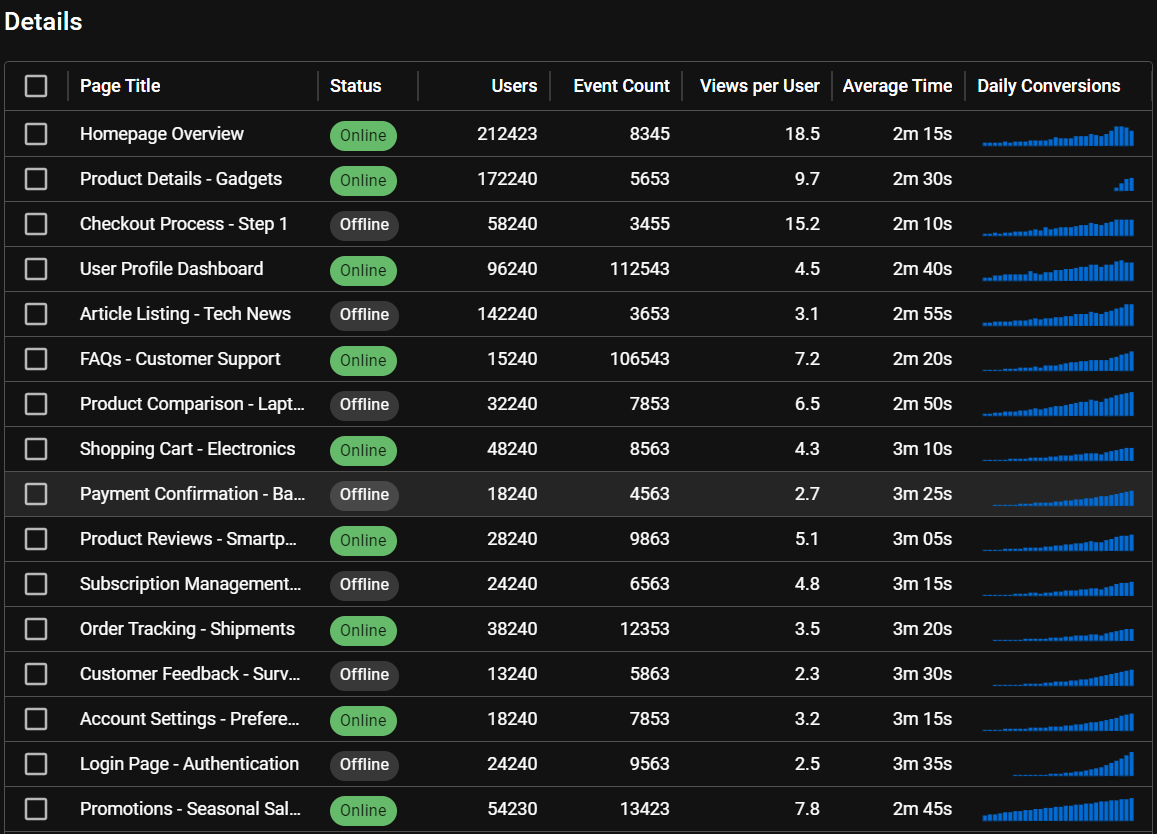 Details
Page Title Status Users Event Count Views per User Average Time Daily Conversions
Homepage Overview Online 212423 8345 18.5 2m 15s
Product Details - Gadgets Online 172240 5653 9.7 2m 30s
Checkout Process - Step 1 Offline 58240 3455 15.2 2m 10s
User Profile Dashboard Online 96240 112543 4.5 2m 40s
Article Listing - Tech News Offline 142240 3653 3.1 2m 55s
FAQs - Customer Support Online 15240 106543 7.2 2m 20s
Product Comparison - Lapt... Offline 32240 7853 6.5 2m 50s
Shopping Cart - Electronics Online 48240 8563 4.3 3m 10s
Payment Confirmation - Ba... Offline 18240 4563 2.7 3m 25s
Product Reviews - Smartp... Online 28240 9863 5.1 3m 05s
Subscription Management... Offline 24240 6563 4.8 3m 15s
Order Tracking - Shipments Online 38240 12353 3.5 3m 20s
Customer Feedback - Surv... Offline 13240 5863 2.3 3m 30s
Account Settings - Prefere... Online 18240 7853 3.2 3m 15s
Login Page - Authentication Offline 24240 9563 2.5 3m 35s
Promotions - Seasonal Sal... Online 54230 13423 7.8 2m 45s